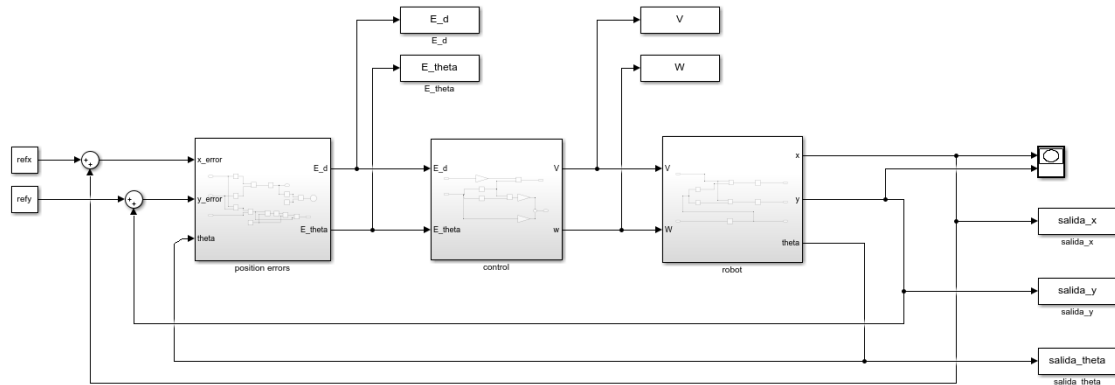 E_d
E_d
E_theta
E_theta
V
W
refx
+
+
refy
+
+
x_error
y_error
theta
E_d
E_theta
position errors
E_d
E_theta
V
w
control
V
W
x
y
theta
robot
salida_x
salida_x
salida_y
salida_y
salida_theta
salida_theta